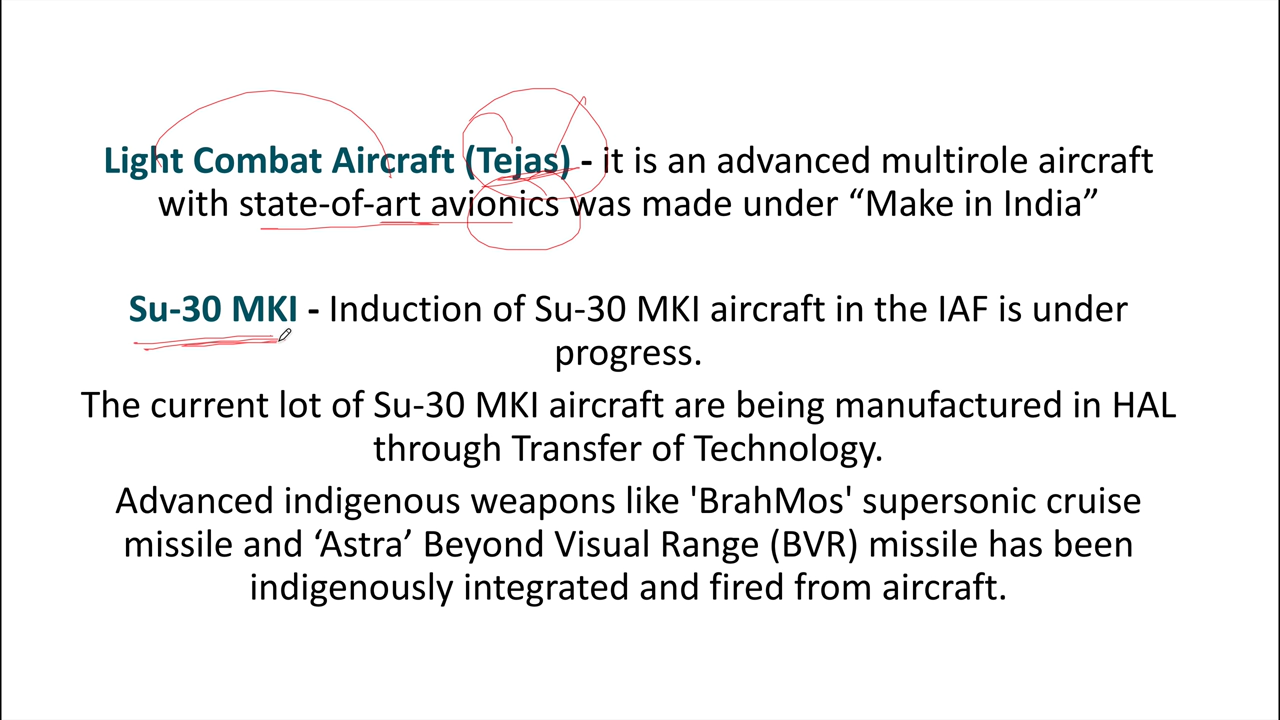 Light Combat Aircraft (Tejas) - it is an advanced multirole aircraft
with state-of-art avionics was made under “Make in India”
Su-30 MKI - Induction of Su-30 MKI aircraft in the IAF is under
progress.
The current lot of Su-30 MKI aircraft are being manufactured in HAL
through Transfer of Technology.
Advanced indigenous weapons like 'BrahMos' supersonic cruise
missile and ‘Astra’ Beyond Visual Range (BVR) missile has been
indigenously integrated and fired from aircraft.